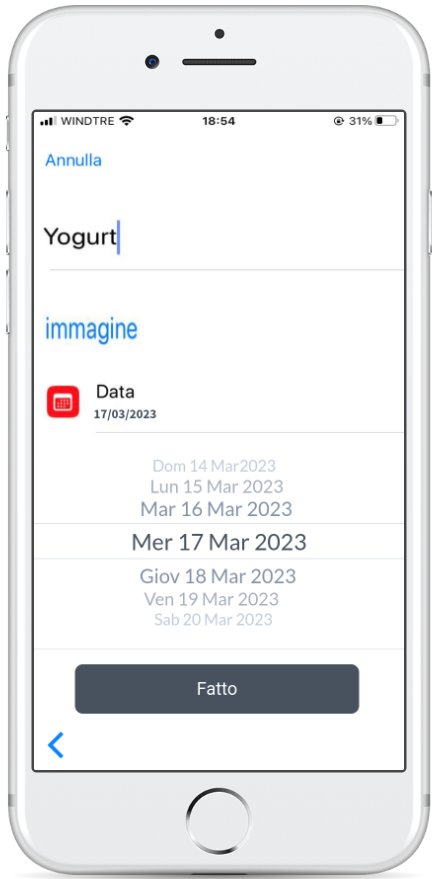 WINDTRE
18:54
31%
Annulla
Yogurt
immagine
Data
17/03/2023
Dom 14 Mar2023
Lun 15 Mar 2023
Mar 16 Mar 2023
Mer 17 Mar 2023
Giov 18 Mar 2023
Ven 19 Mar 2023
Sab 20 Mar 2023
Fatto